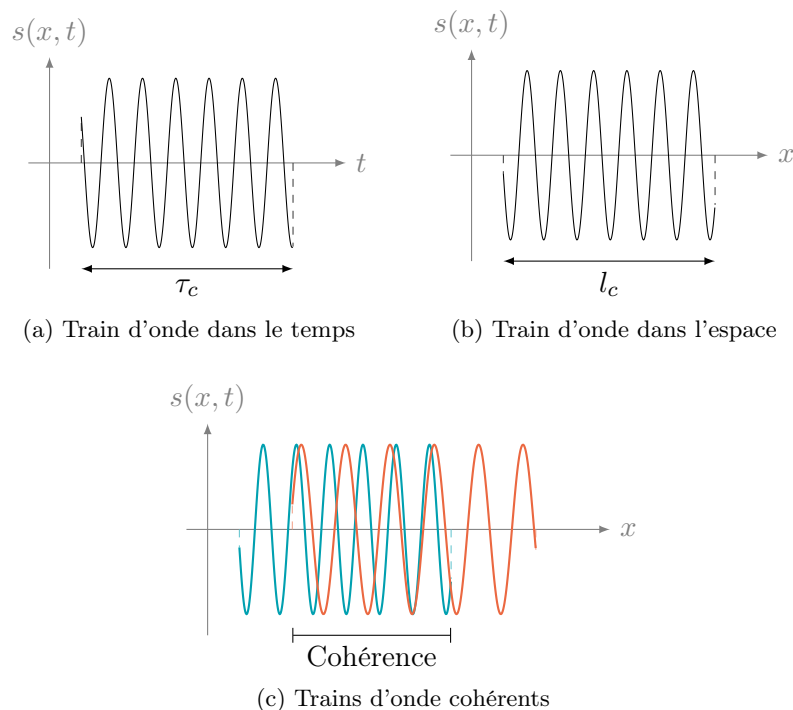 s(x, t)
t
τc
(a) Train d'onde dans le temps
s(x, t)
x
lc
(b) Train d'onde dans l'espace
s(x, t)
x
Cohérence
(c) Trains d'onde cohérents